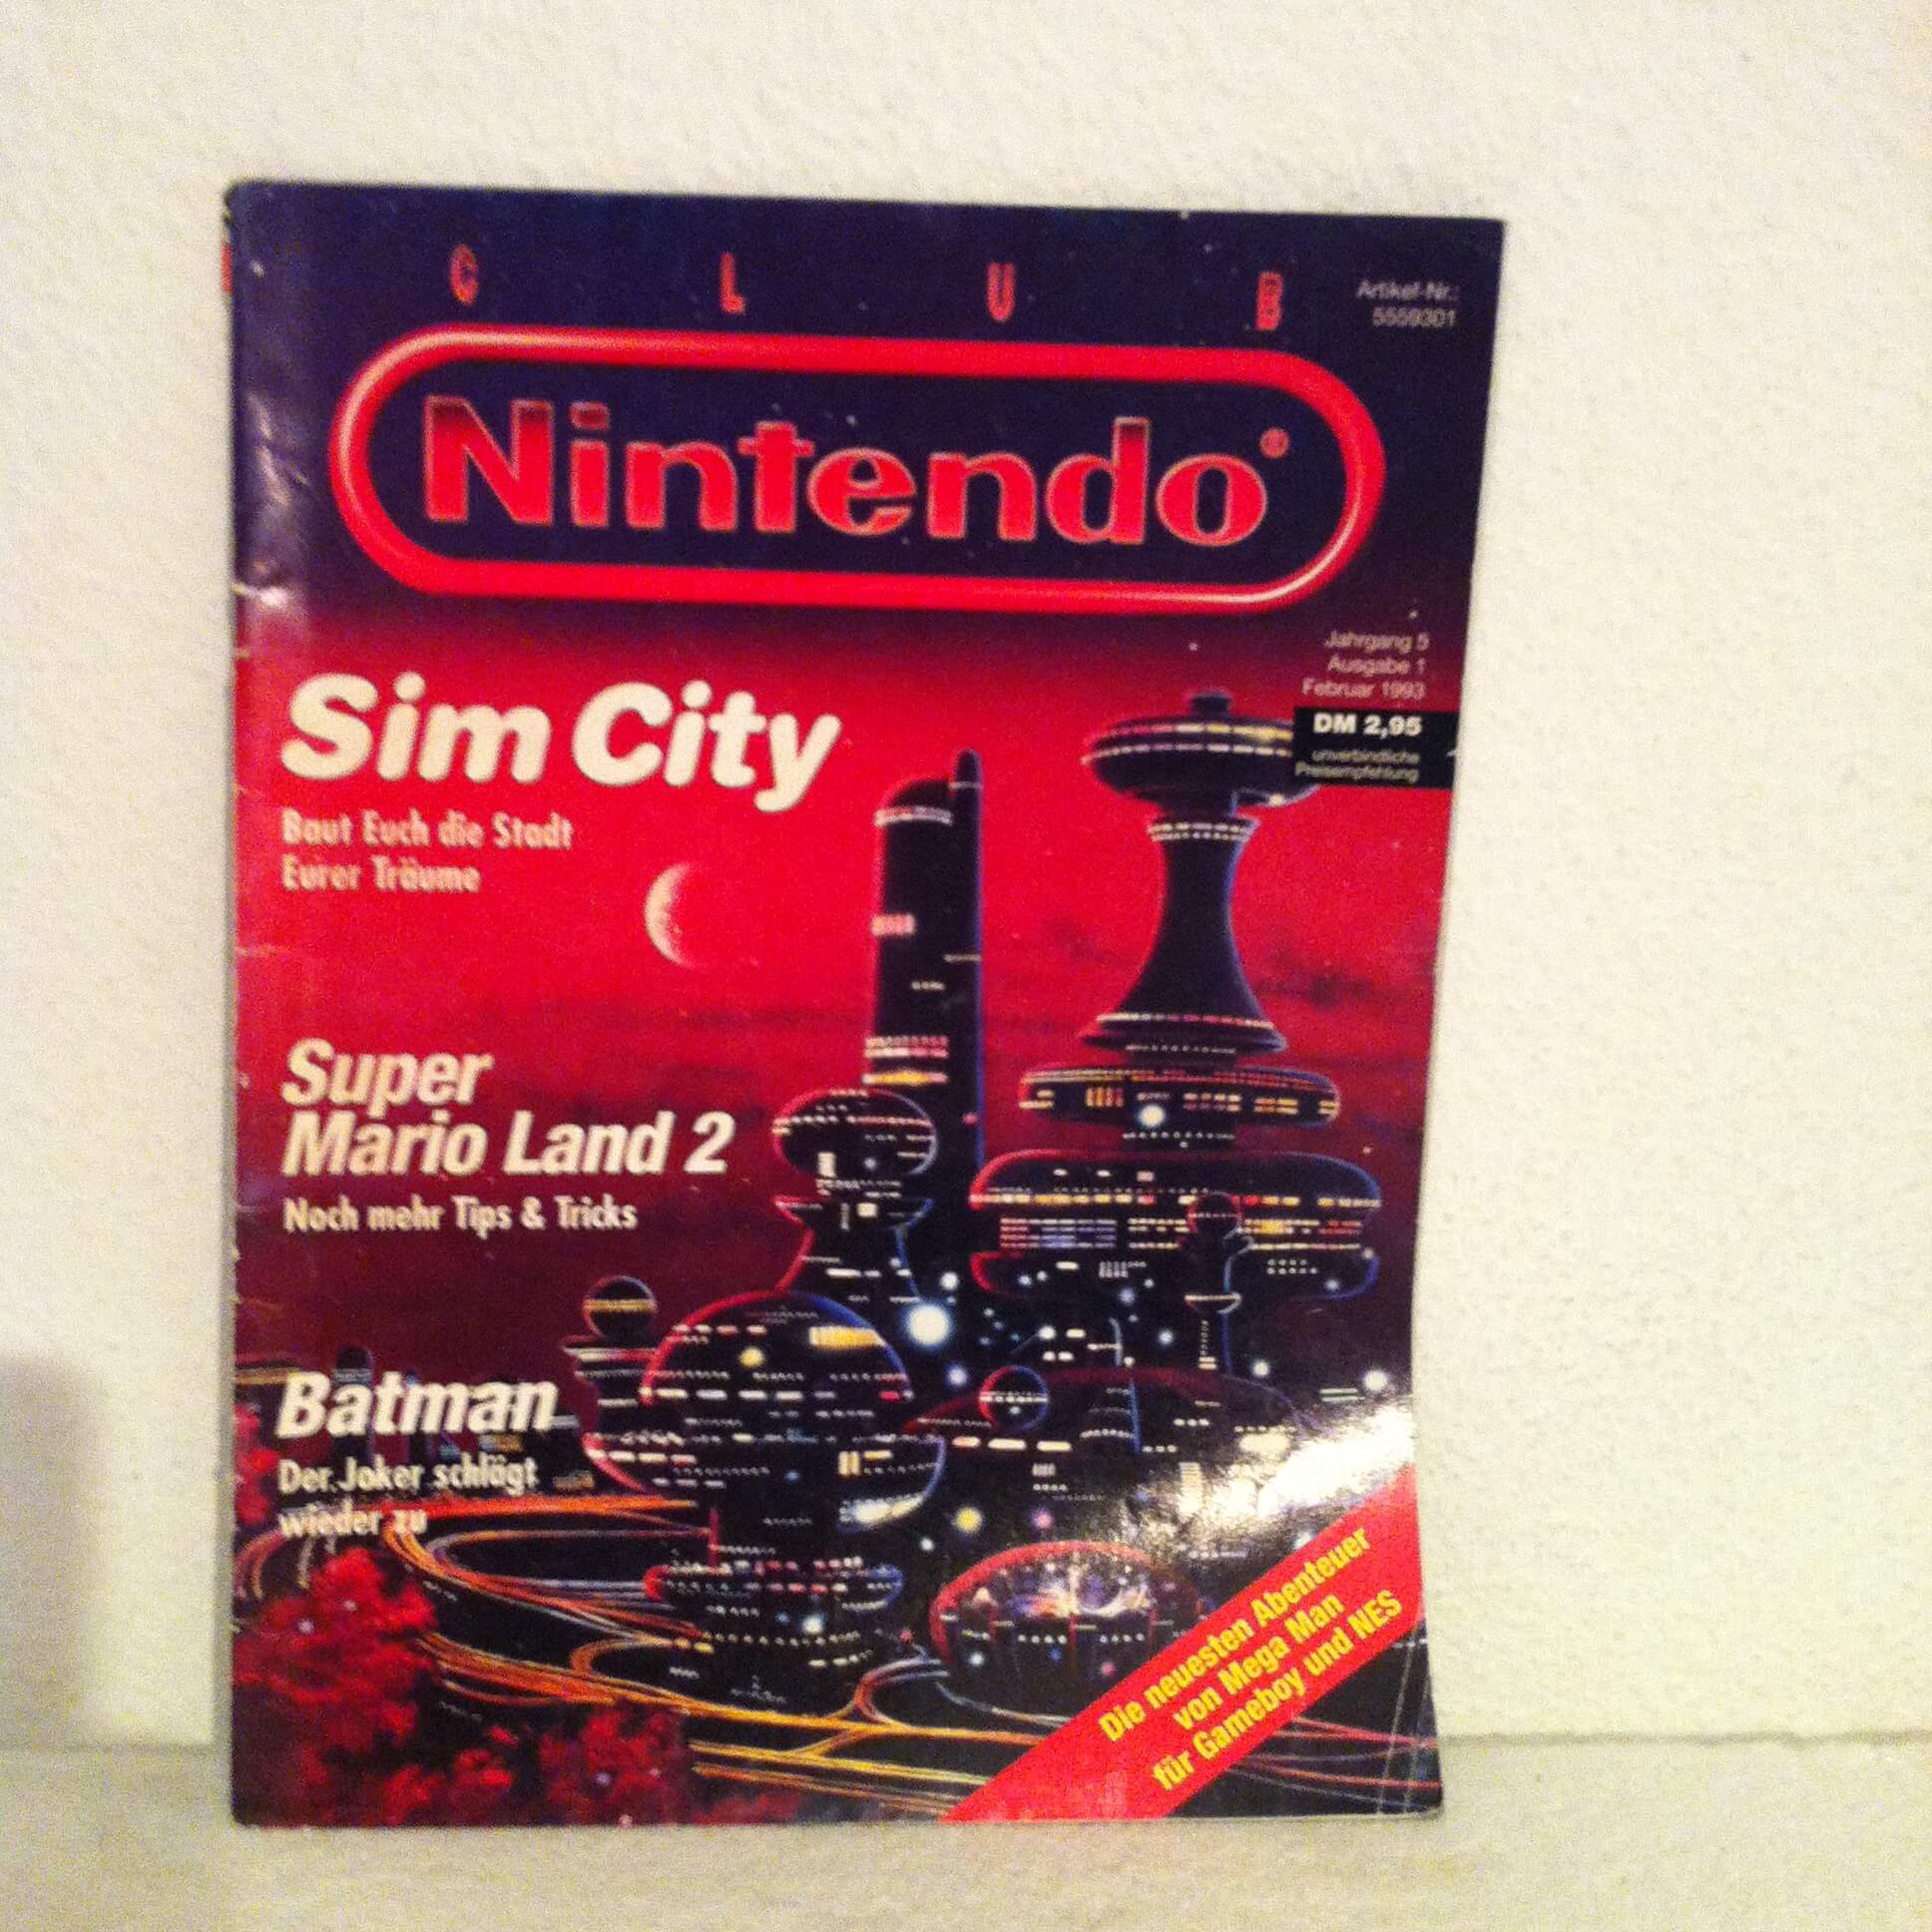 C L U B
Artikel-Nr.:
5559301
Nintendo®
Jahrgang 5
Ausgabe 1
Februar 1993
DM 2,95
unverbindliche
Preisempfehlung
Sim City
Baut Euch die Stadt
Eurer Träume
Super
Mario Land 2
Noch mehr Tips & Tricks
Batman
Der Joker schlägt
wieder zu
Die neuesten Abenteuer
von Mega Man
für Gameboy und NES